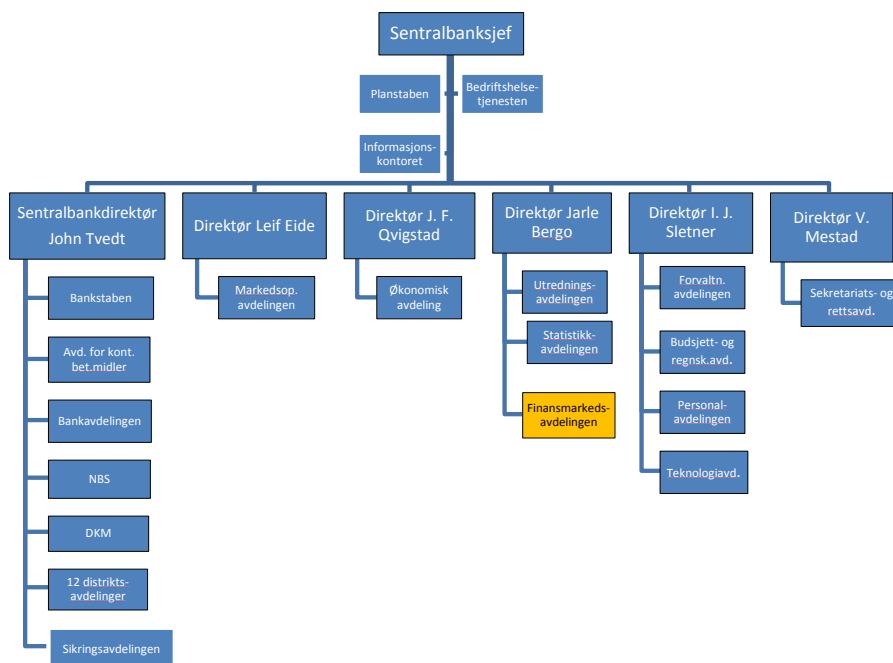 Sentralbanksjef
Planstaben
Bedriftshelse-
tjenesten
Informasjons-
kontoret
Sentralbankdirektør
John Tvedt
Bankstaben
Avd. for kont.
bet.midler
Bankavdelingen
NBS
DKM
12 distrikts-
avdelinger
Sikringsavdelingen
Direktør Leif Eide
Markedsop.
avdelingen
Direktør J. F.
Qvigstad
Økonomisk
avdeling
Direktør Jarle
Bergo
Utrednings-
avdelingen
Statistikk-
avdelingen
Finansmarkeds-
avdelingen
Direktør I. J.
Sletner
Forvaltn.
avdelingen
Budsjett- og
regnsk.avd.
Personal-
avdelingen
Teknologiavd.
Direktør V.
Mestad
Sekretariats- og
rettsavd.